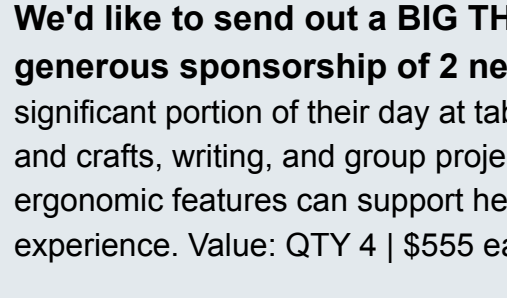 We'd like to send out a BIG
generous sponsorship of 2
significant portion of their day at
and crafts, writing, and group
ergonomic features can support
experience. Value: QTY 4 | $555